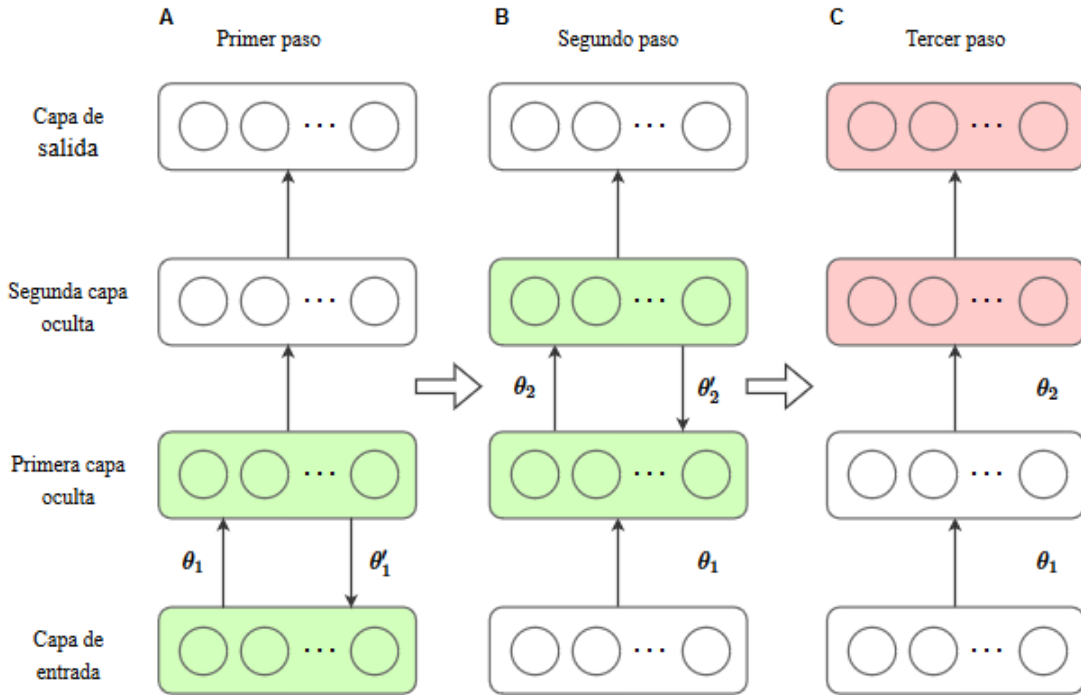 A
Primer paso
B
Segundo paso
C
Tercer paso
Capa de
salida
Segunda capa
oculta
θ₂
θ′₂
θ₂
Primera capa
oculta
θ₁
θ′₁
θ₁
θ₁
Capa de
entrada